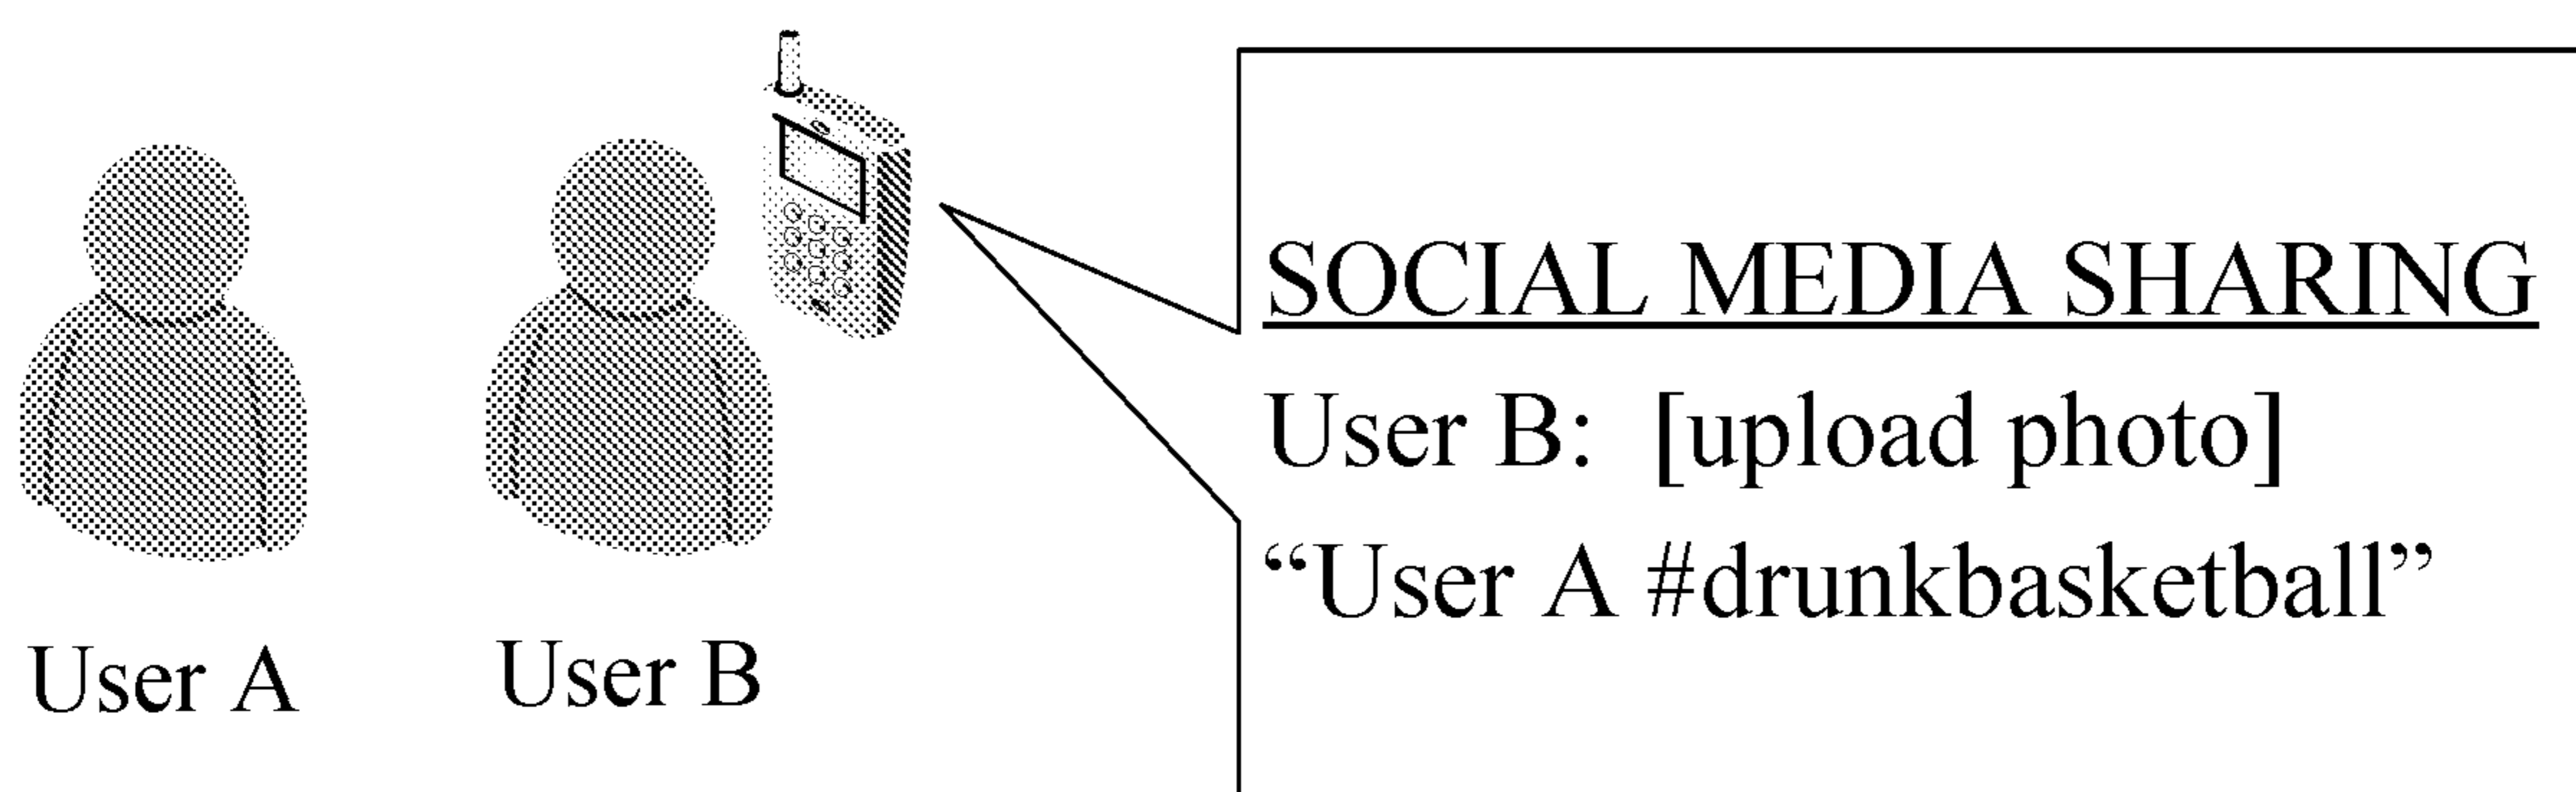 SOCIAL MEDIA SHARING
User B: [upload photo]
“User A #drunkbasketball”
User A
User B